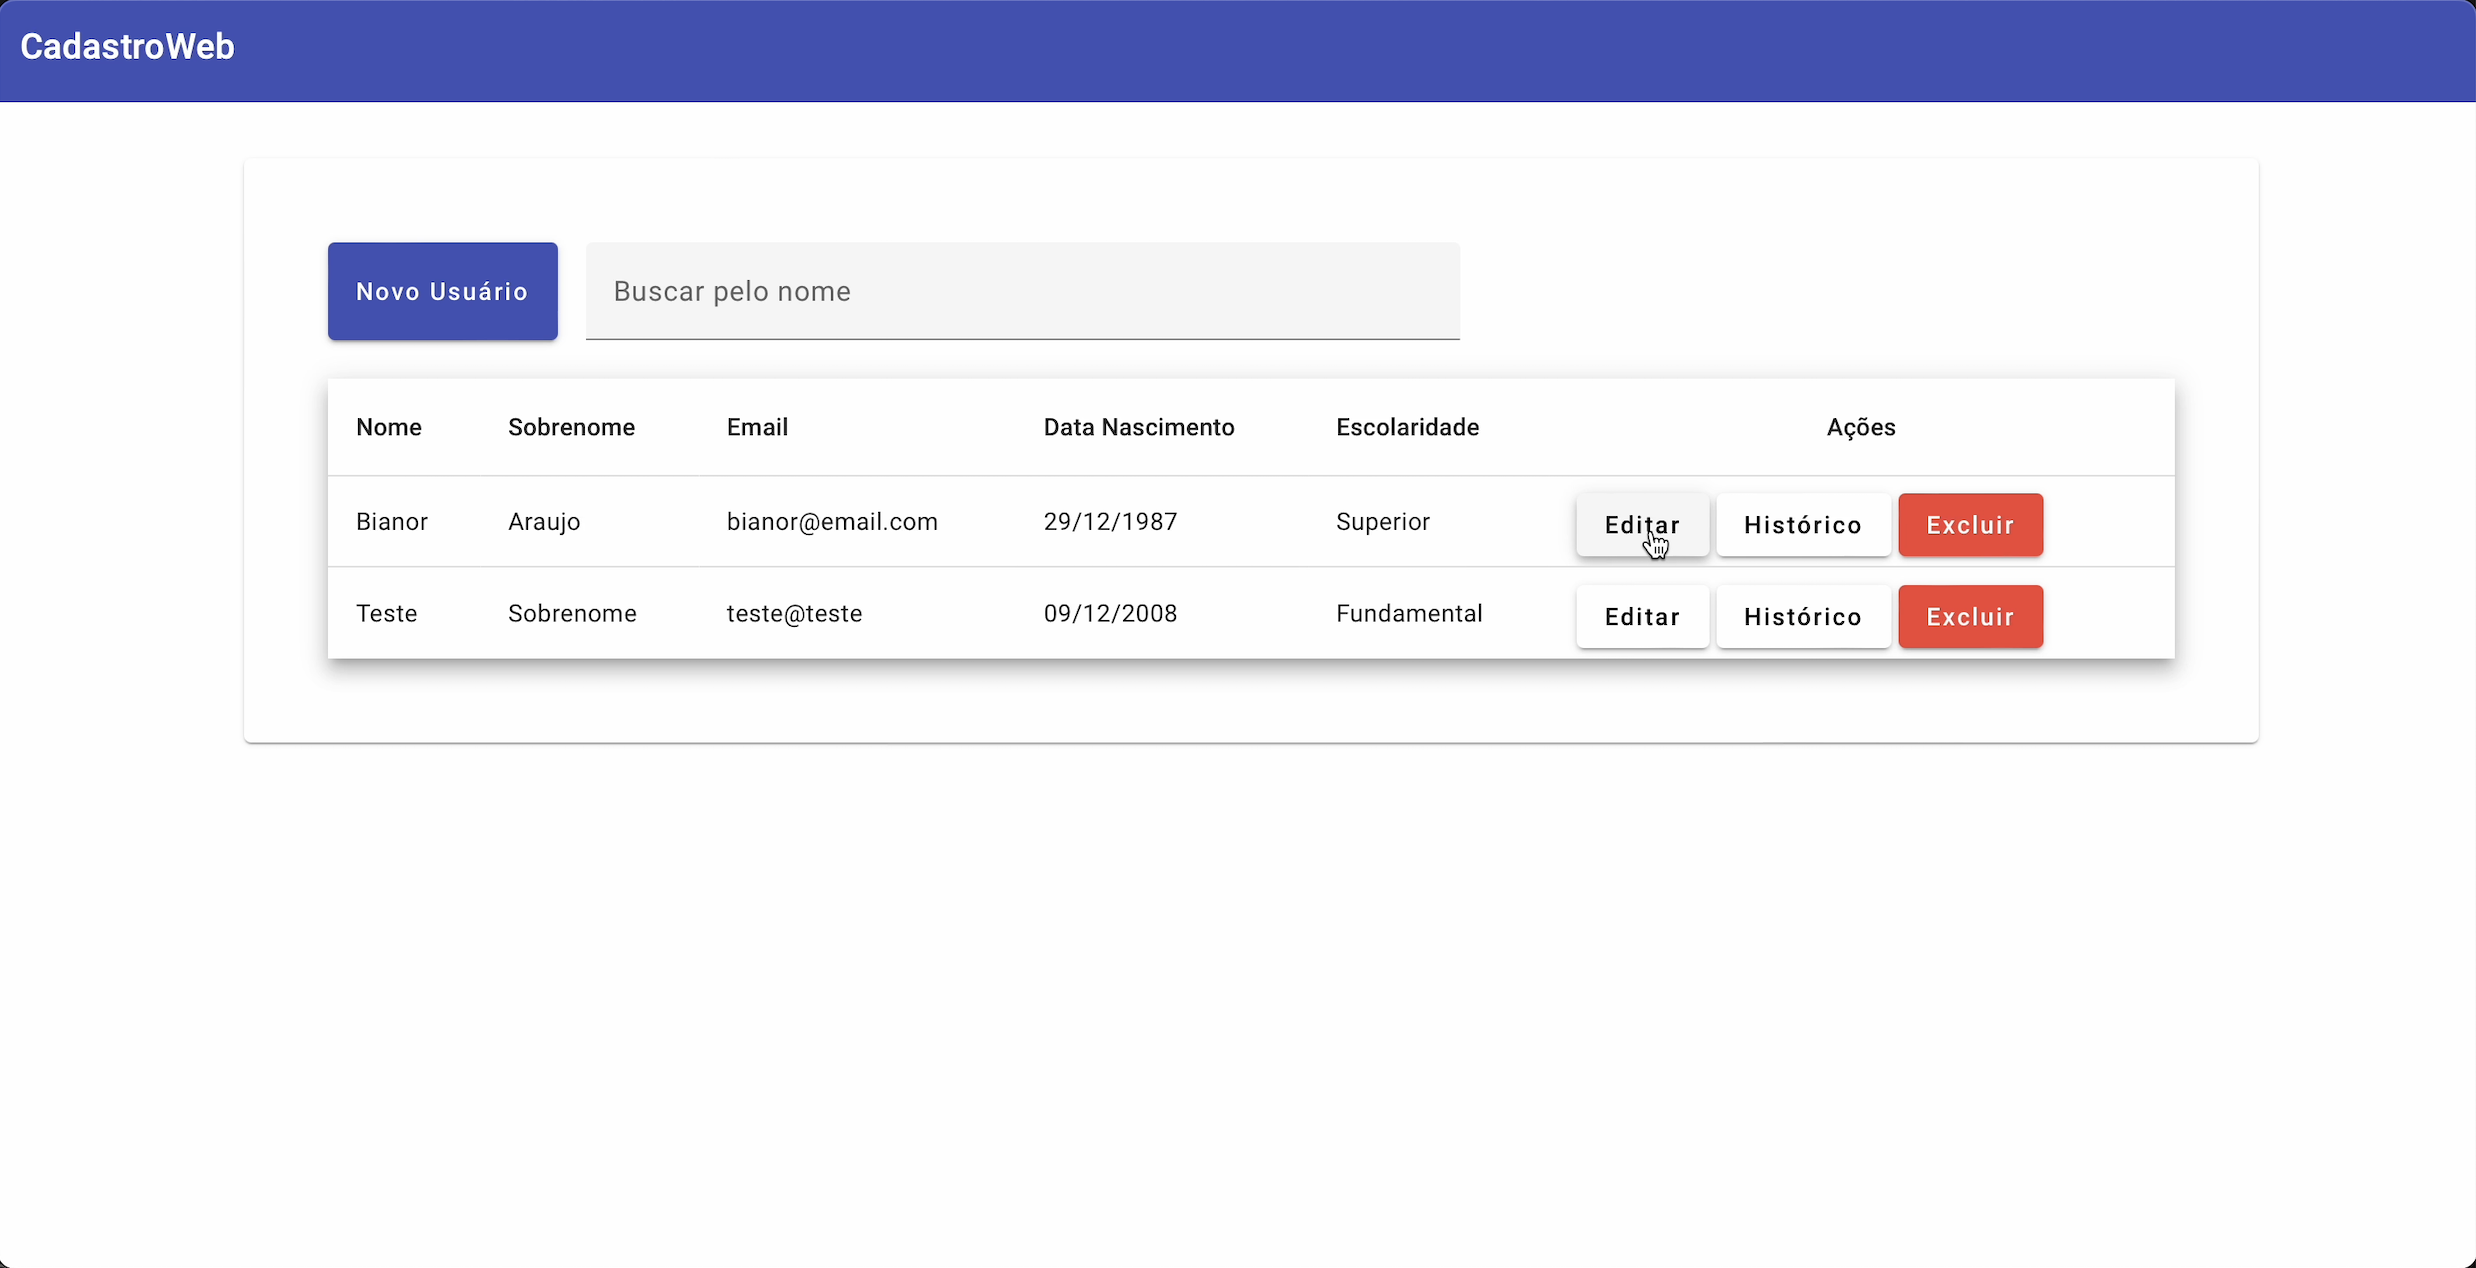 CadastroWeb
Novo Usuário Buscar pelo nome
Nome Sobrenome Email Data Nascimento Escolaridade Ações
Bianor Araujo bianor@email.com 29/12/1987 Superior Editar Histórico Excluir
Teste Sobrenome teste@teste 09/12/2008 Fundamental Editar Histórico Excluir